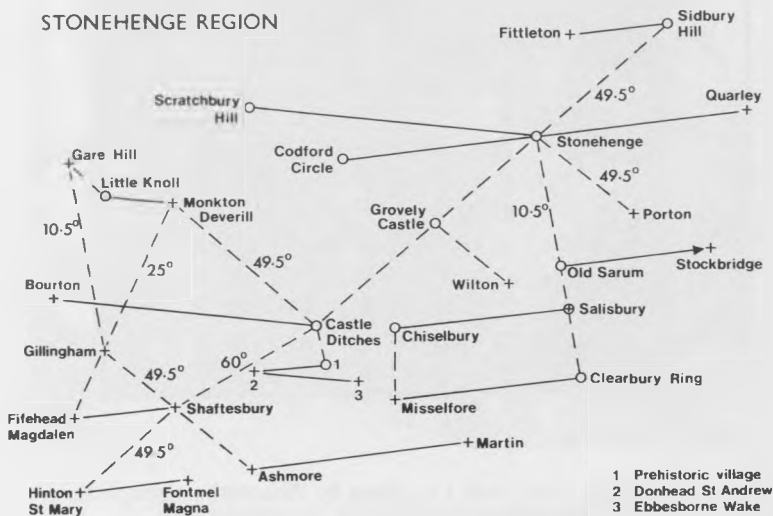 STONEHENGE REGION
Fittleton
Sidbury
Hill
49·5°
Scratchbury
Hill
Quarley
Stonehenge
Codford
Circle
Gare Hill
Little Knoll
Monkton
Deverill
49·5°
Grovely
Castle
10·5°
Porton
10·5°
25°
49·5°
Bourton
Wilton
Old Sarum
Stockbridge
Salisbury
Castle
Ditches
Chiselbury
Gillingham
49·5°
60°
1
2
3
Clearbury Ring
Misselfore
Fifehead
Magdalen
Shaftesbury
49·5°
Martin
Ashmore
Hinton
St Mary
Fontmel
Magna
1 Prehistoric village
2 Donhead St Andrew
3 Ebbesborne Wake